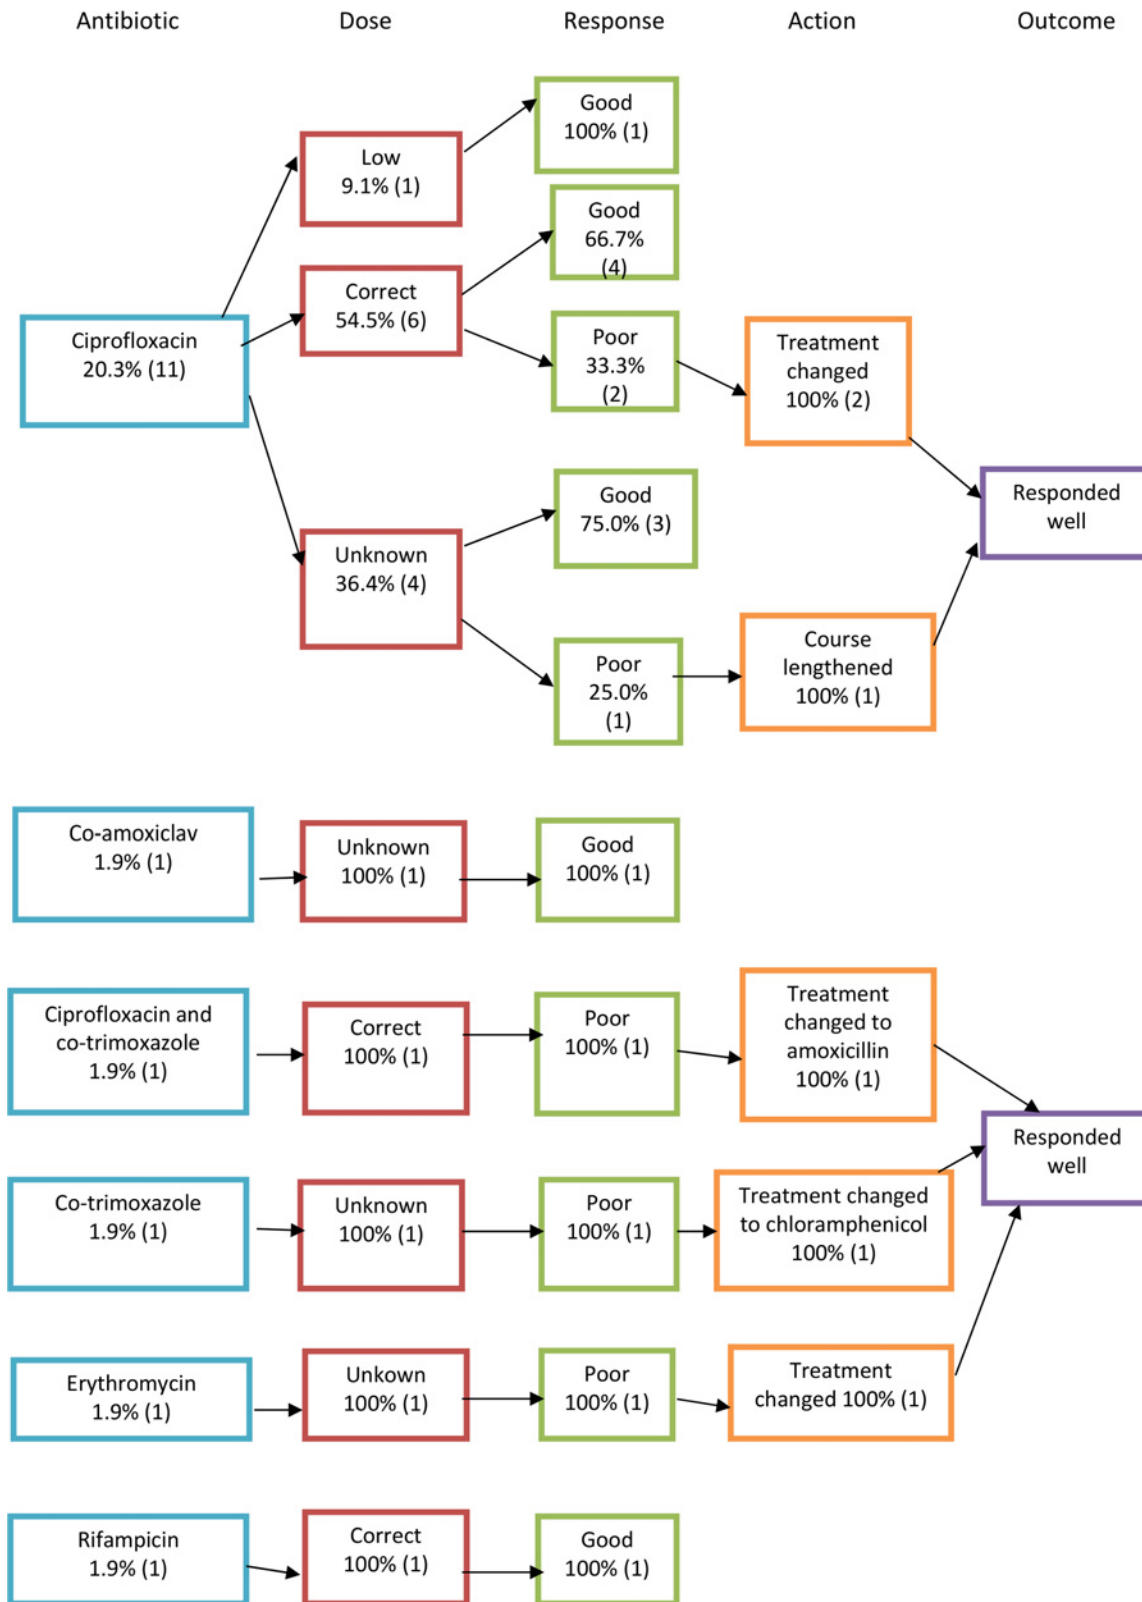 Antibiotic
Dose
Response
Action
Outcome
Good
100% (1)
Low
9.1% (1)
Good
66.7%
(4)
Correct
54.5% (6)
Ciprofloxacin
20.3% (11)
Poor
33.3%
(2)
Treatment
changed
100% (2)
Good
75.0% (3)
Responded
well
Unknown
36.4% (4)
Poor
25.0%
(1)
Course
lengthened
100% (1)
Co-amoxiclav
1.9% (1)
Unknown
100% (1)
Good
100% (1)
Ciprofloxacin and
co-trimoxazole
1.9% (1)
Correct
100% (1)
Poor
100% (1)
Treatment
changed to
amoxicillin
100% (1)
Responded
well
Co-trimoxazole
1.9% (1)
Unknown
100% (1)
Poor
100% (1)
Treatment changed
to chloramphenicol
100% (1)
Erythromycin
1.9% (1)
Unkown
100% (1)
Poor
100% (1)
Treatment
changed 100% (1)
Rifampicin
1.9% (1)
Correct
100% (1)
Good
100% (1)